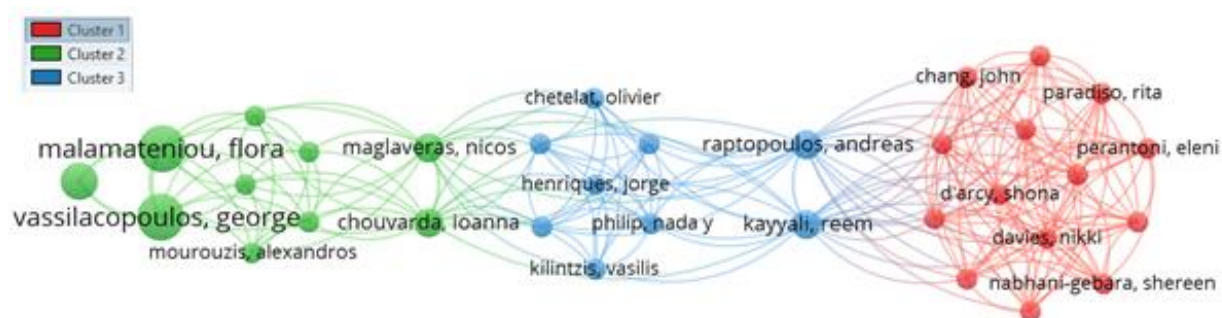 Cluster 1
Cluster 2
Cluster 3
chang, john
paradiso, rita
chetelat, olivier
malamateniou, flora
maglaveras, nicos
raptopoulos, andreas
perantoni, eleni
henriques, jorge
d'arcy, shona
vassilacopoulos, george
chouvarda, ioanna
philip, nada y
kayyali, reem
davies, nikki
mourouzis, alexandros
kilintzis, vasilis
nabhani-gebara, shereen